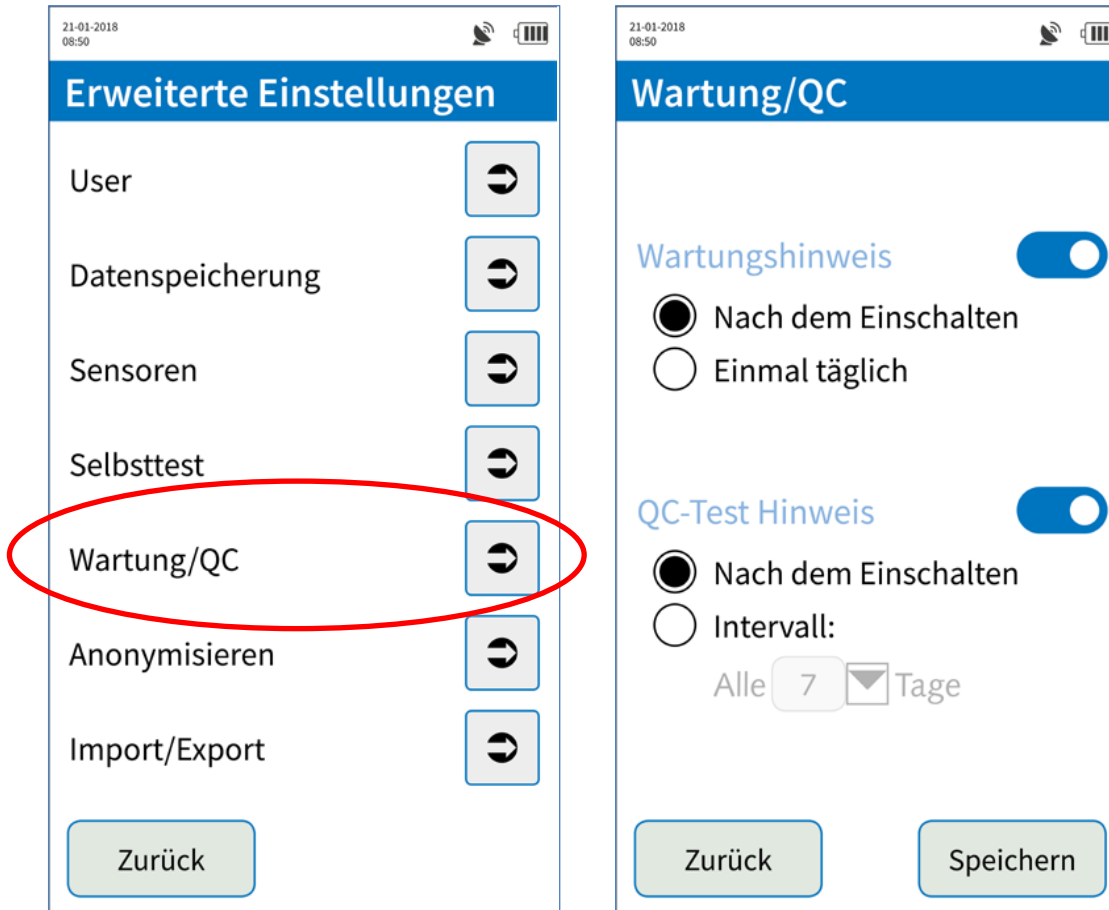 21-01-2018
08:50
Erweiterte Einstellungen
User
Datenspeicherung
Sensoren
Selbsttest
Wartung/QC
Anonymisieren
Import/Export
Zurück
21-01-2018
08:50
Wartung/QC
Wartungshinweis
Nach dem Einschalten
Einmal täglich
QC-Test Hinweis
Nach dem Einschalten
Intervall:
Alle 7 Tage
Zurück
Speichern